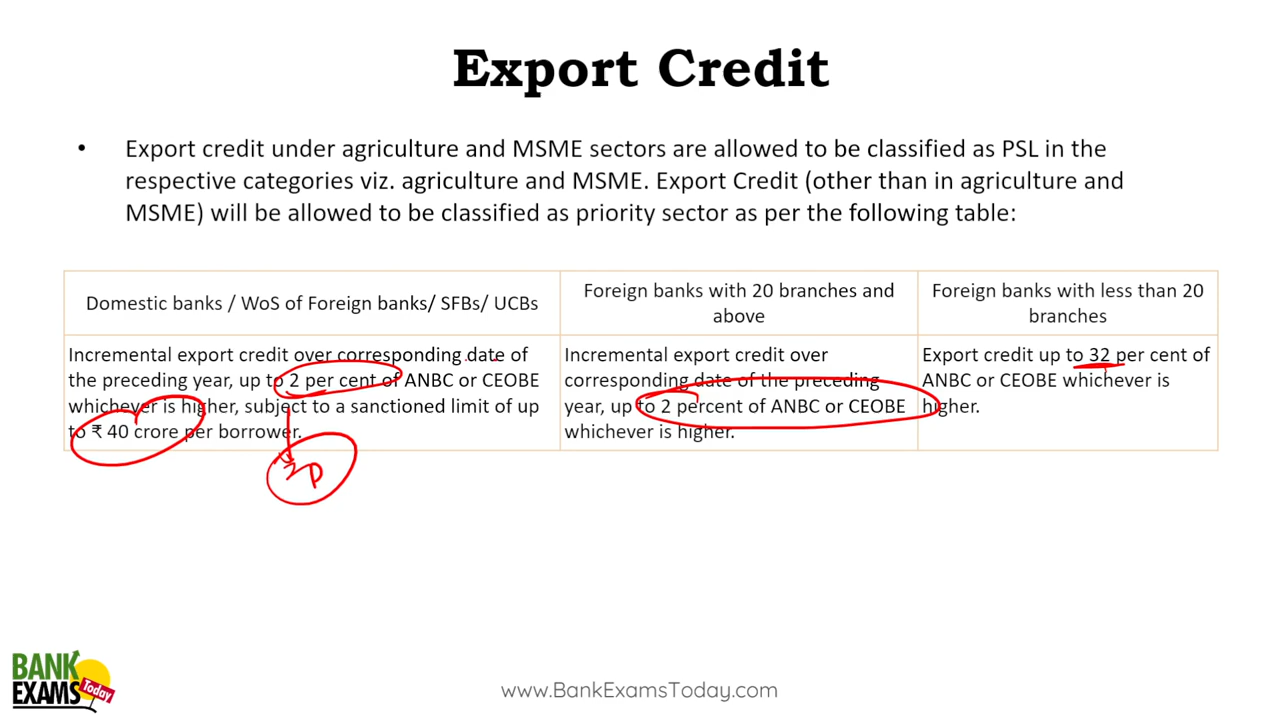 Export Credit
• Export credit under agriculture and MSME sectors are allowed to be classified as PSL in the
respective categories viz. agriculture and MSME. Export Credit (other than in agriculture and
MSME) will be allowed to be classified as priority sector as per the following table:
Domestic banks / WoS of Foreign banks/ SFBs/ UCBs
Foreign banks with 20 branches and
above
Foreign banks with less than 20
branches
Incremental export credit over corresponding date of
the preceding year, up to 2 per cent of ANBC or CEOBE
whichever is higher, subject to a sanctioned limit of up
to ₹ 40 crore per borrower.
Incremental export credit over
corresponding date of the preceding
year, up to 2 percent of ANBC or CEOBE
whichever is higher.
Export credit up to 32 per cent of
ANBC or CEOBE whichever is
higher.
BANK
EXAMS Today
www.BankExamsToday.com